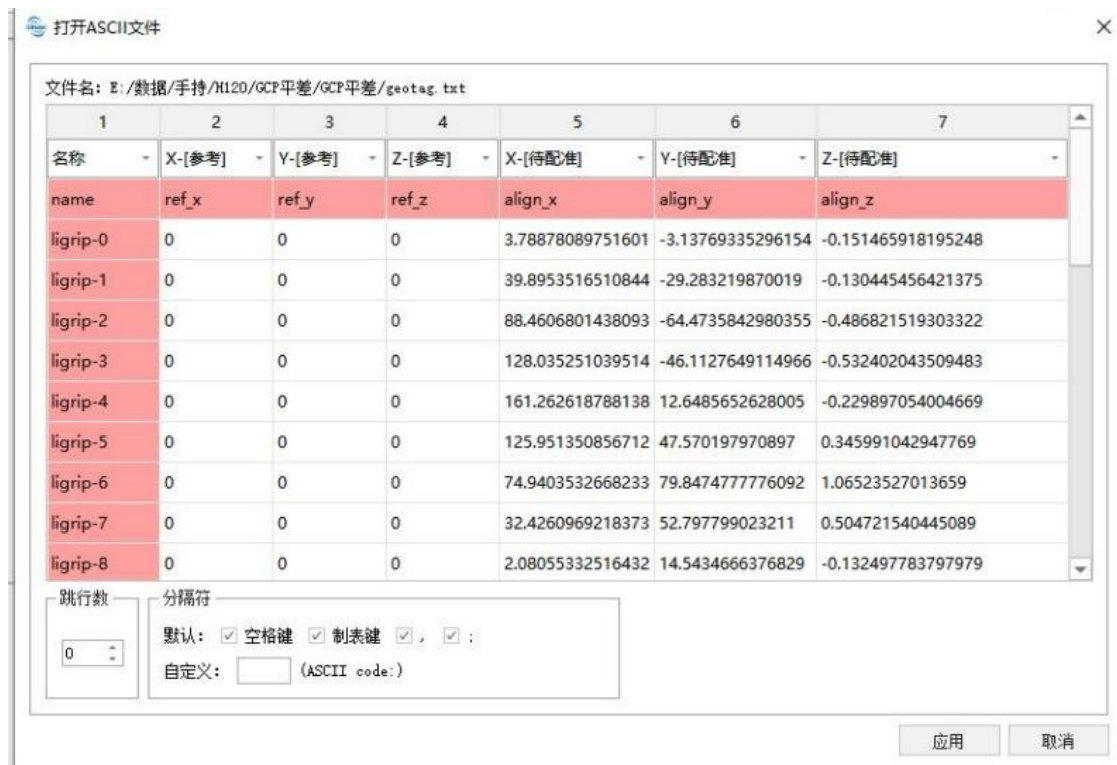 打开ASCII文件
文件名: E:/数据/手持/H120/GCP平差/GCP平差/geotag.txt
1 2 3 4 5 6 7
名称 X-[参考] Y-[参考] Z-[参考] X-[待配准] Y-[待配准] Z-[待配准]
name ref_x ref_y ref_z align_x align_y align_z
ligrip-0 0 0 0 3.78878089751601 -3.13769335296154 -0.151465918195248
ligrip-1 0 0 0 39.8953516510844 -29.283219870019 -0.130445456421375
ligrip-2 0 0 0 88.4606801438093 -64.4735842980355 -0.486821519303322
ligrip-3 0 0 0 128.035251039514 -46.1127649114966 -0.532402043509483
ligrip-4 0 0 0 161.262618788138 12.6485652628005 -0.229897054004669
ligrip-5 0 0 0 125.951350856712 47.570197970897 0.345991042947769
ligrip-6 0 0 0 74.9403532668233 79.8474777776092 1.06523527013659
ligrip-7 0 0 0 32.4260969218373 52.797799023211 0.504721540445089
ligrip-8 0 0 0 2.08055332516432 14.5434666376829 -0.132497783797979
跳行数 分隔符
默认: 空格键 制表键 , ;
0
自定义: (ASCII code:)
应用 取消